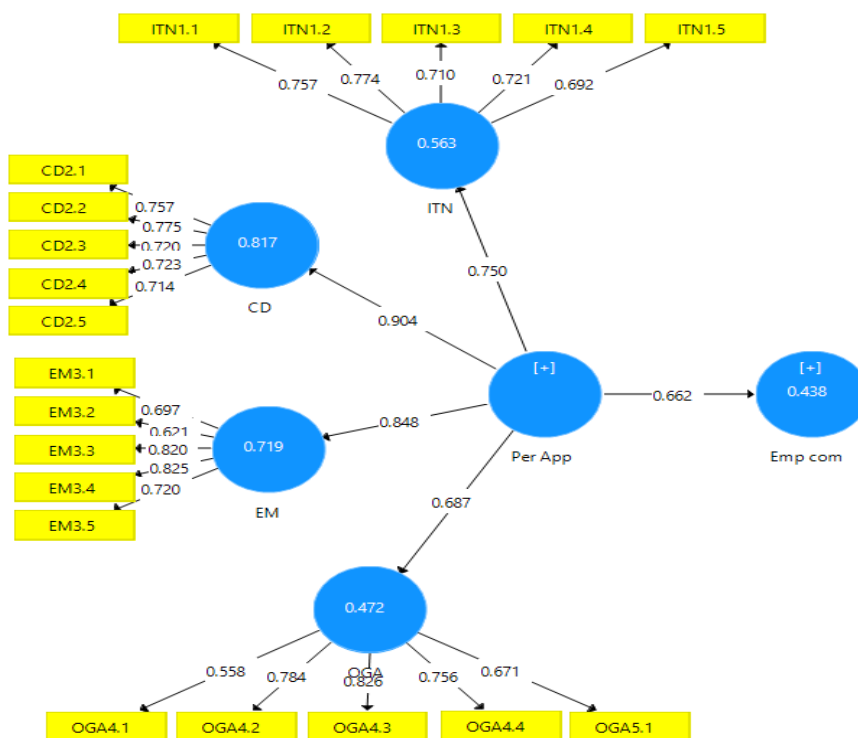 ITN1.1 ITN1.2 ITN1.3 ITN1.4 ITN1.5
0.757 0.774 0.710 0.721 0.692
0.563
ITN
CD2.1
CD2.2
CD2.3
CD2.4
CD2.5
0.757
0.775
0.720
0.723
0.714
0.817
CD
0.750
0.904
EM3.1
EM3.2
EM3.3
EM3.4
EM3.5
0.697
0.621
0.820
0.825
0.720
0.719
EM
0.848
[+]
Per App
0.662
[+]
0.438
Emp com
0.687
0.472
OGA
0.558 0.784 0.826 0.756 0.671
OGA4.1 OGA4.2 OGA4.3 OGA4.4 OGA5.1